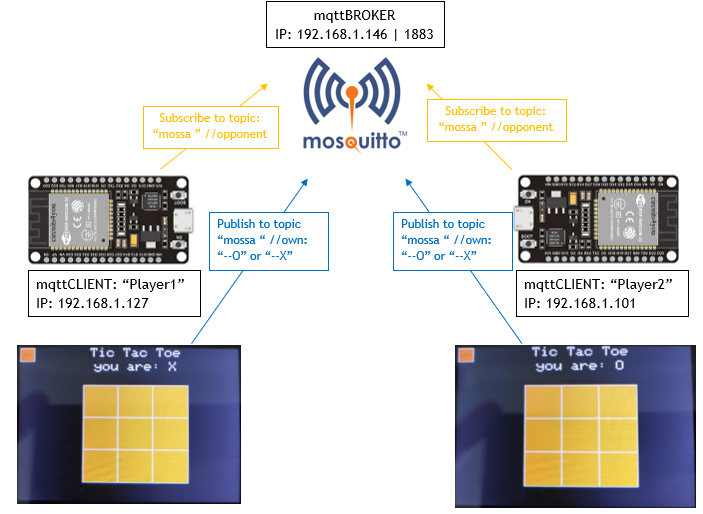 mqttBROKER
IP: 192.168.1.146 | 1883
Subscribe to topic:
“mossa ” //opponent
mosquitto™
Subscribe to topic:
“mossa ” //opponent
Publish to topic
“mossa “ //own:
“--O” or “--X”
Publish to topic
“mossa “ //own:
“--O” or “--X”
mqttCLIENT: “Player1”
IP: 192.168.1.127
mqttCLIENT: “Player2”
IP: 192.168.1.101
Tic Tac Toe
you are: X
Tic Tac Toe
you are: O